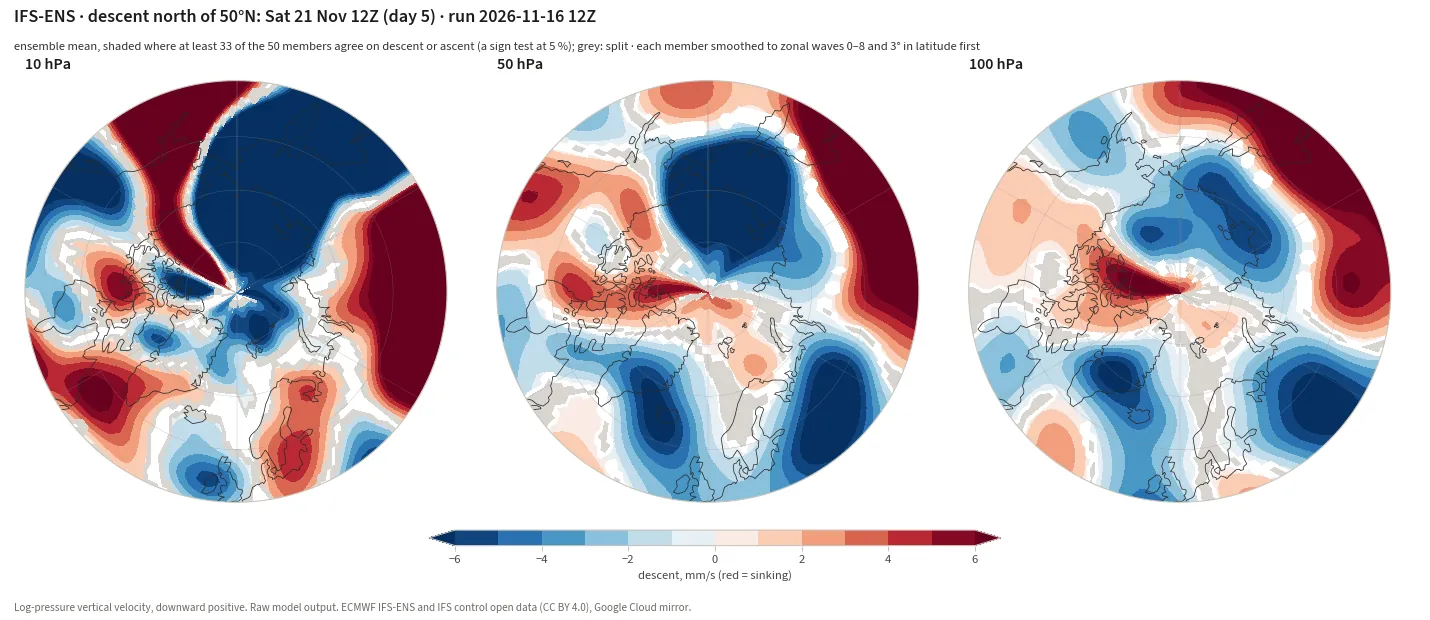 IFS-ENS · descent north of 50°N: Sat 21 Nov 12Z (day 5) · run 2026-11-16 12Z
ensemble mean, shaded where at least 33 of the 50 members agree on descent or ascent (a sign test at 5 %); grey: split · each member smoothed to zonal waves 0–8 and 3° in latitude first
10 hPa
50 hPa
100 hPa
−6 −4 −2 0 2 4 6
descent, mm/s (red = sinking)
Log-pressure vertical velocity, downward positive. Raw model output. ECMWF IFS-ENS and IFS control open data (CC BY 4.0), Google Cloud mirror.